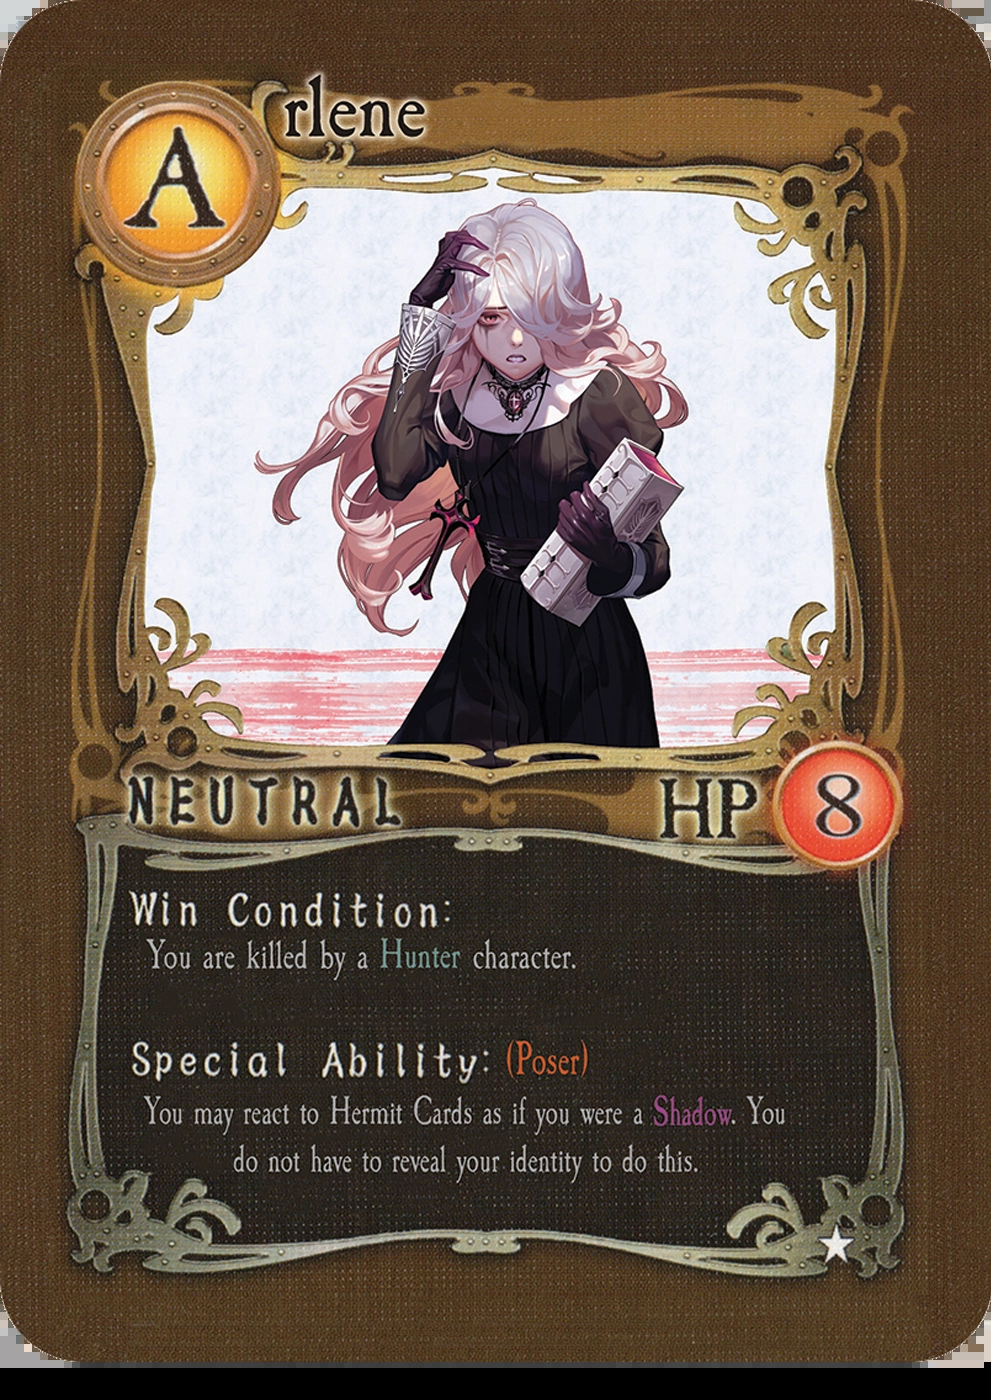 Arlene
NEUTRAL HP 8
Win Condition:
You are killed by a Hunter character.
Special Ability: (Poser)
You may react to Hermit Cards as if you were a Shadow. You
do not have to reveal your identity to do this.